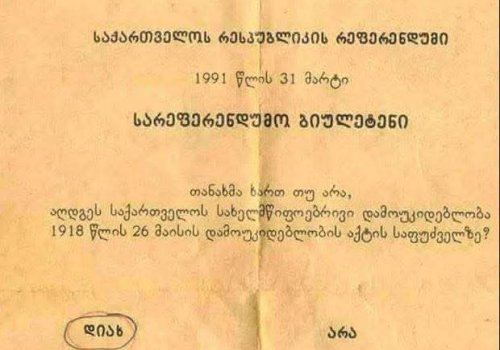 საქართველოს რესპუბლიკის რეფერენდუმი
1991 წლის 31 მარტი
სარეფერენდუმო ბიულეტენი
თანახმა ხართ თუ არა,
აღდგეს საქართველოს სახელმწიფოებრივი დამოუკიდებლობა
1918 წლის 26 მაისის დამოუკიდებლობის აქტის საფუძველზე?
დიახ არა